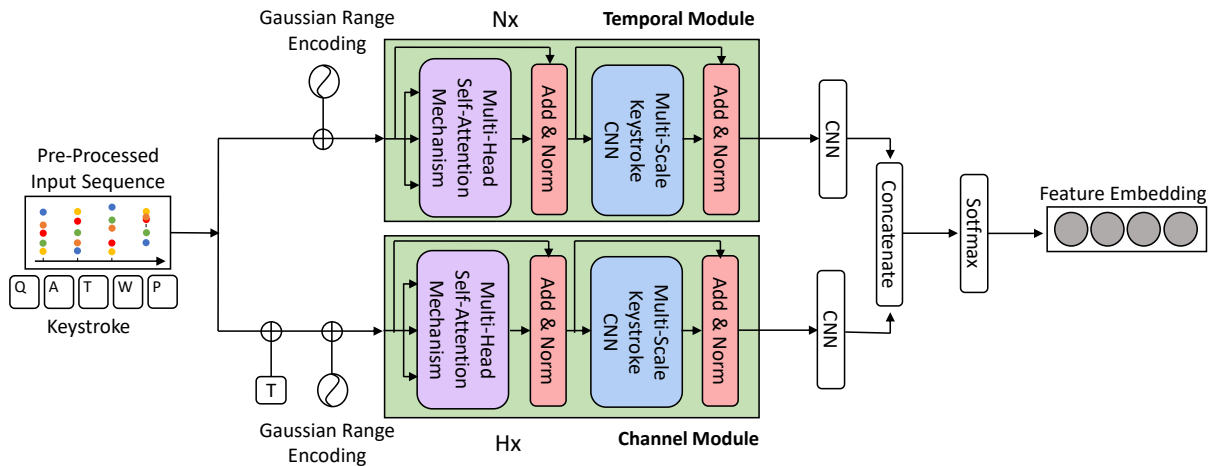 Gaussian Range
Encoding
Nx
Temporal Module
Multi-Head
Self-Attention
Mechanism
Add & Norm
Multi-Scale
Keystroke
CNN
Add & Norm
CNN
Pre-Processed
Input Sequence
Q A T W P
Keystroke
T
Gaussian Range
Encoding
Multi-Head
Self-Attention
Mechanism
Add & Norm
Multi-Scale
Keystroke
CNN
Add & Norm
Hx
Channel Module
CNN
Concatenate
Sotfmax
Feature Embedding